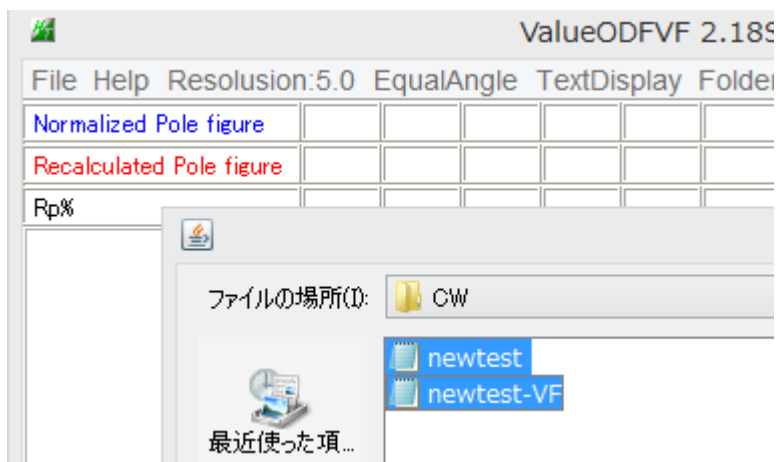 ValueODFVF 2.18S
File Help Resolusion:5.0 EqualAngle TextDisplay Folder
Normalized Pole figure
Recalculated Pole figure
Rp%
ファイルの場所(I): CW
newtest
newtest-VF
最近使った項...